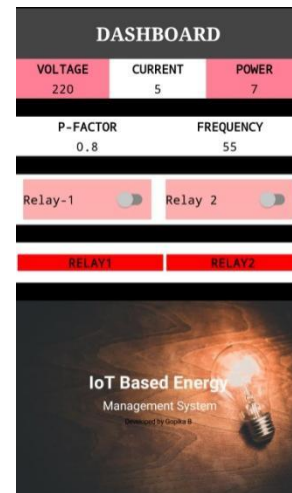 DASHBOARD
VOLTAGE CURRENT POWER
220 5 7
P-FACTOR FREQUENCY
0.8 55
Relay-1 Relay 2
RELAY1 RELAY2
IoT Based Energy
Management System
Developed by Gopika B